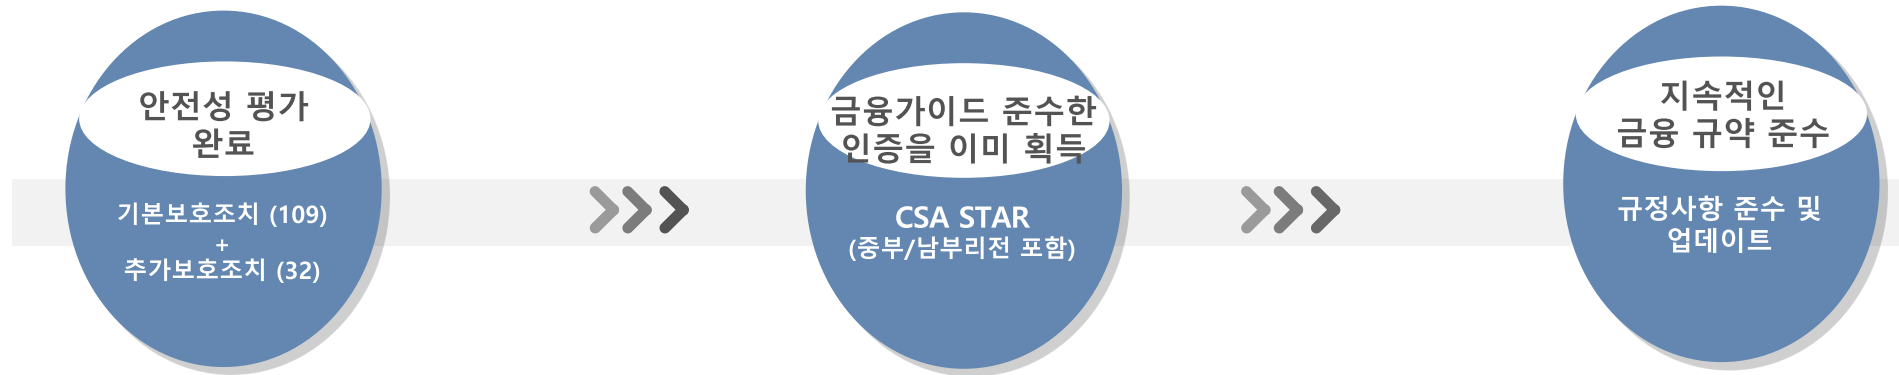 안전성 평가
완료
기본보호조치 (109)
+
추가보호조치 (32)
금융가이드 준수한
인증을 이미 획득
CSA STAR
(중부/남부리전 포함)
지속적인
금융 규약 준수
규정사항 준수 및
업데이트